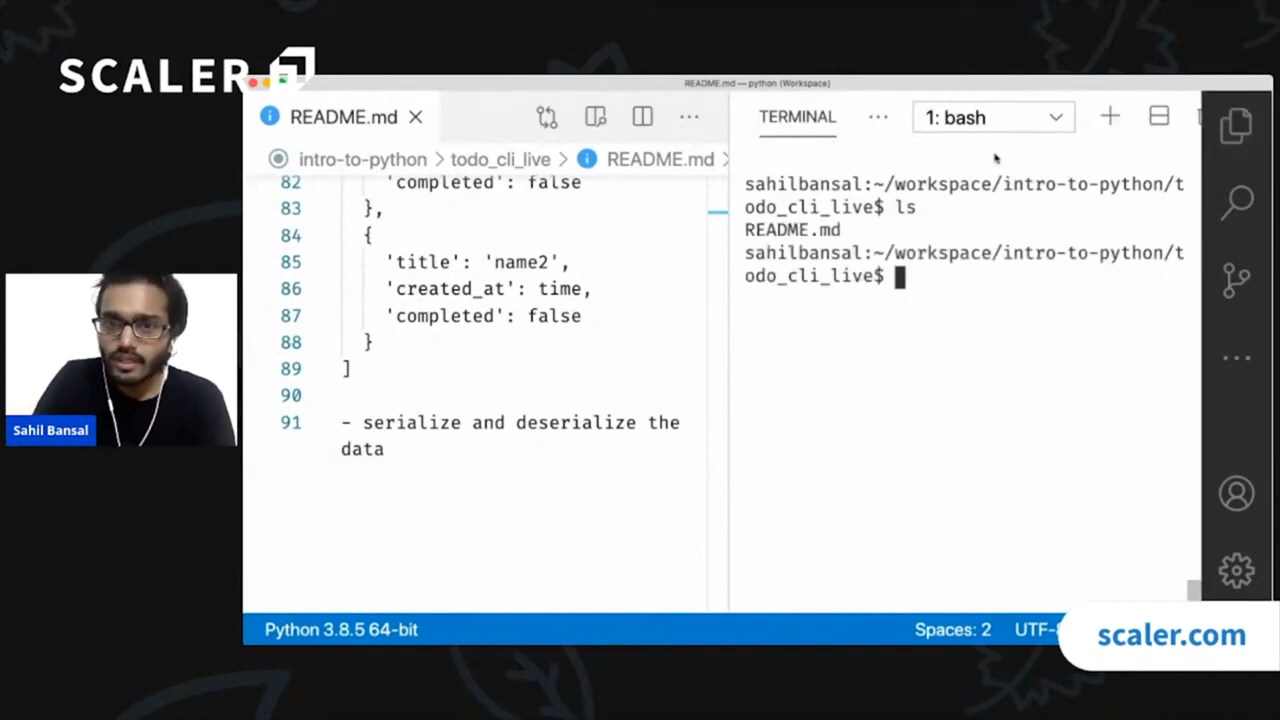 SCALER
README.md — python (Workspace)
README.md
TERMINAL
1: bash
intro-to-python > todo_cli_live > README.md >
82 'completed': false
83 },
84 {
85 'title': 'name2',
86 'created_at': time,
87 'completed': false
88 }
89 ]
90
91 - serialize and deserialize the
data
sahilbansal:~/workspace/intro-to-python/t
odo_cli_live$ ls
README.md
sahilbansal:~/workspace/intro-to-python/t
odo_cli_live$
Sahil Bansal
Python 3.8.5 64-bit
Spaces: 2
UTF-8
scaler.com